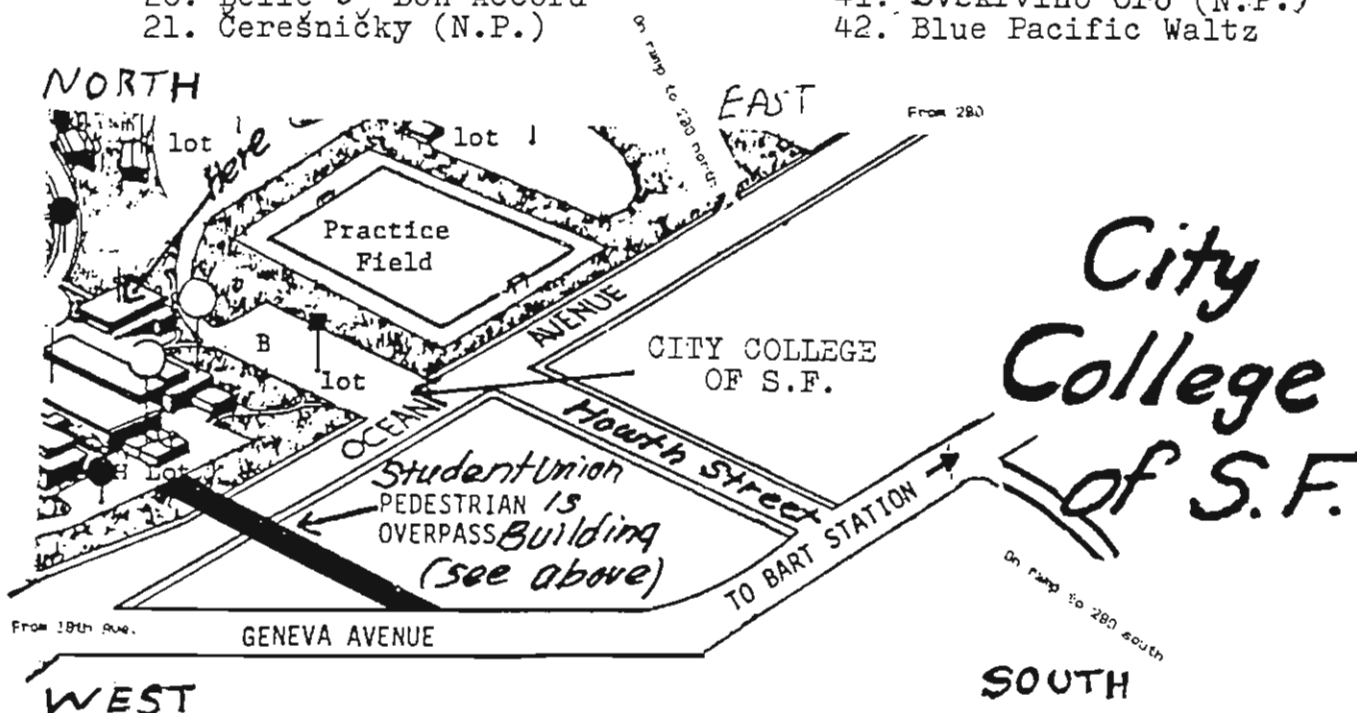 21. Čerešničky (N.P.)
42. Blue Pacific Waltz
NORTH
EAST
On ramp to 280 north
From 280
lot
Here
lot
Practice
Field
AVENUE
City
College
of S.F.
CITY COLLEGE
OF S.F.
B
lot
OCEAN
Howth Street
H Lot
Student Union
PEDESTRIAN is
OVERPASS Building
(see above)
TO BART STATION
On ramp to 280 south
From 19th Ave.
GENEVA AVENUE
WEST
SOUTH